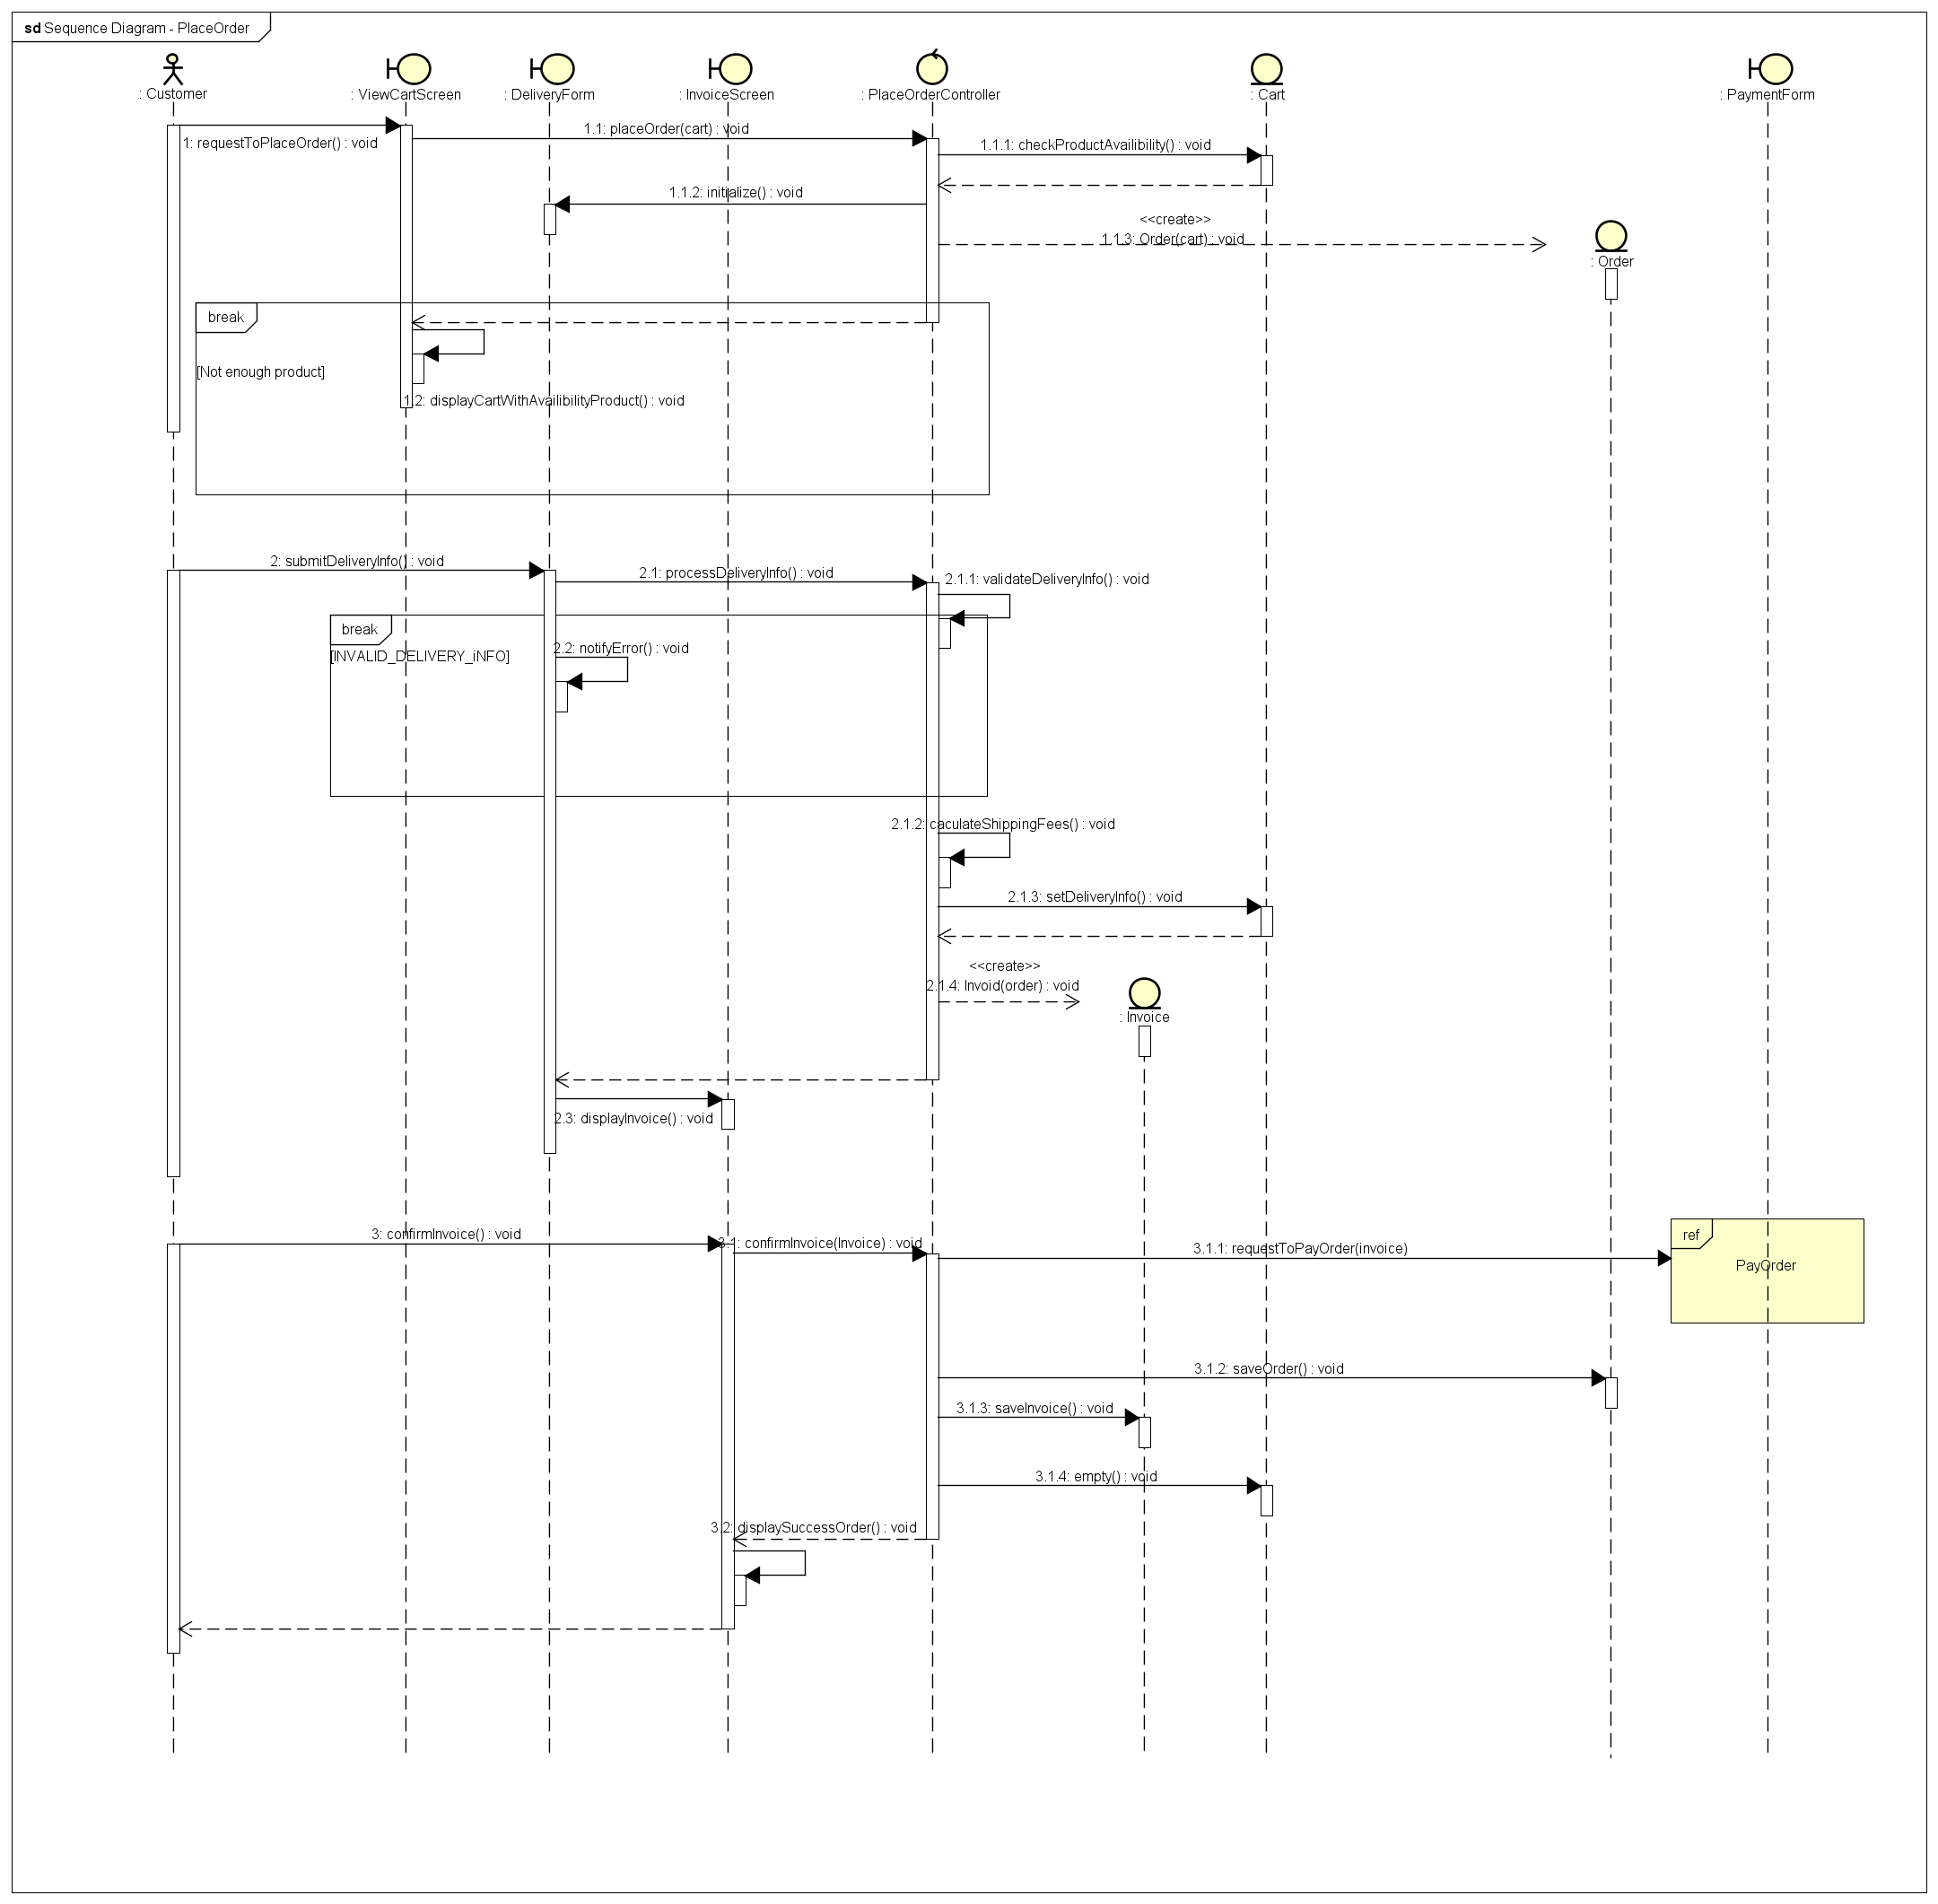 sd Sequence Diagram - PlaceOrder
: Customer
: ViewCartScreen
: DeliveryForm
: InvoiceScreen
: PlaceOrderController
: Cart
: PaymentForm
1: requestToPlaceOrder() : void
1.1: placeOrder(cart) : void
1.1.1: checkProductAvailibility() : void
1.1.2: initialize() : void
<<create>>
1.1.3: Order(cart) : void
: Order
break
[Not enough product]
1.2: displayCartWithAvailibilityProduct() : void
2: submitDeliveryInfo() : void
2.1: processDeliveryInfo() : void
2.1.1: validateDeliveryInfo() : void
break
[INVALID_DELIVERY_iNFO]
2.2: notifyError() : void
2.1.2: caculateShippingFees() : void
2.1.3: setDeliveryInfo() : void
<<create>>
2.1.4: Invoid(order) : void
: Invoice
2.3: displayInvoice() : void
3: confirmInvoice() : void
3.1: confirmInvoice(Invoice) : void
3.1.1: requestToPayOrder(invoice)
ref
PayOrder
3.1.2: saveOrder() : void
3.1.3: saveInvoice() : void
3.1.4: empty() : void
3.2: displaySuccessOrder() : void